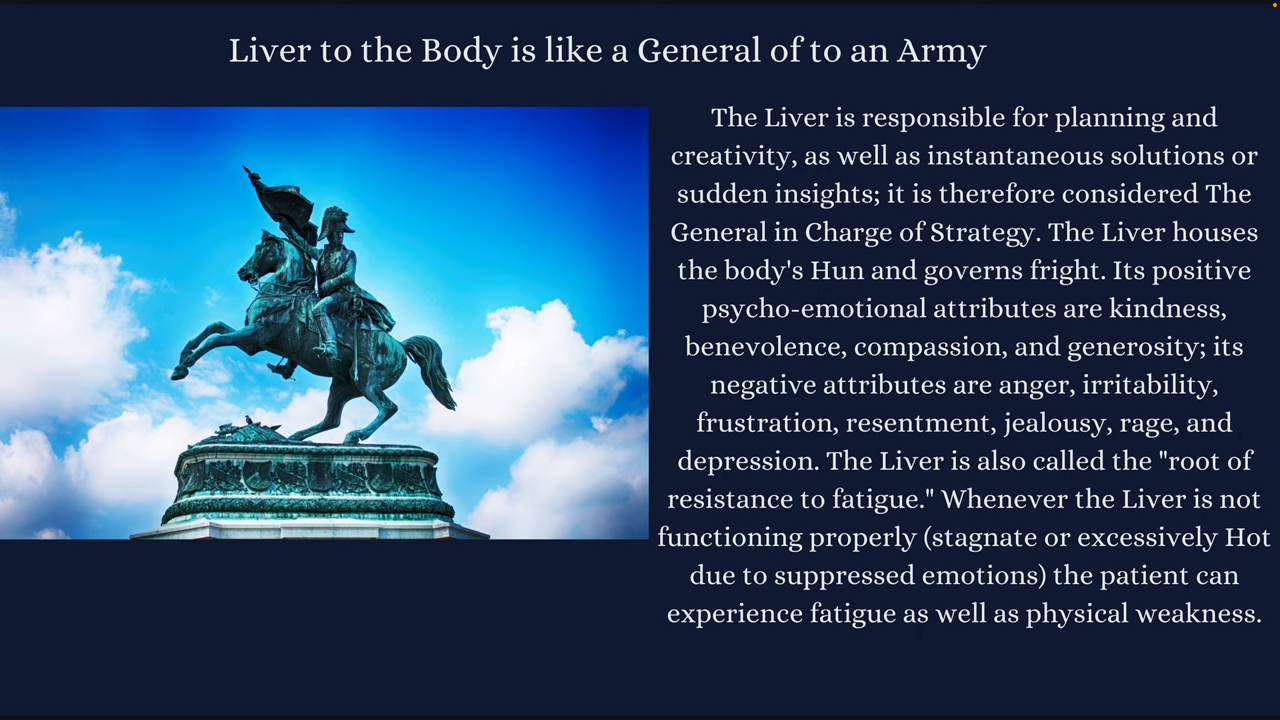 Liver to the Body is like a General of to an Army
The Liver is responsible for planning and
creativity, as well as instantaneous solutions or
sudden insights; it is therefore considered The
General in Charge of Strategy. The Liver houses
the body's Hun and governs fright. Its positive
psycho-emotional attributes are kindness,
benevolence, compassion, and generosity; its
negative attributes are anger, irritability,
frustration, resentment, jealousy, rage, and
depression. The Liver is also called the "root of
resistance to fatigue." Whenever the Liver is not
functioning properly (stagnate or excessively Hot
due to suppressed emotions) the patient can
experience fatigue as well as physical weakness.